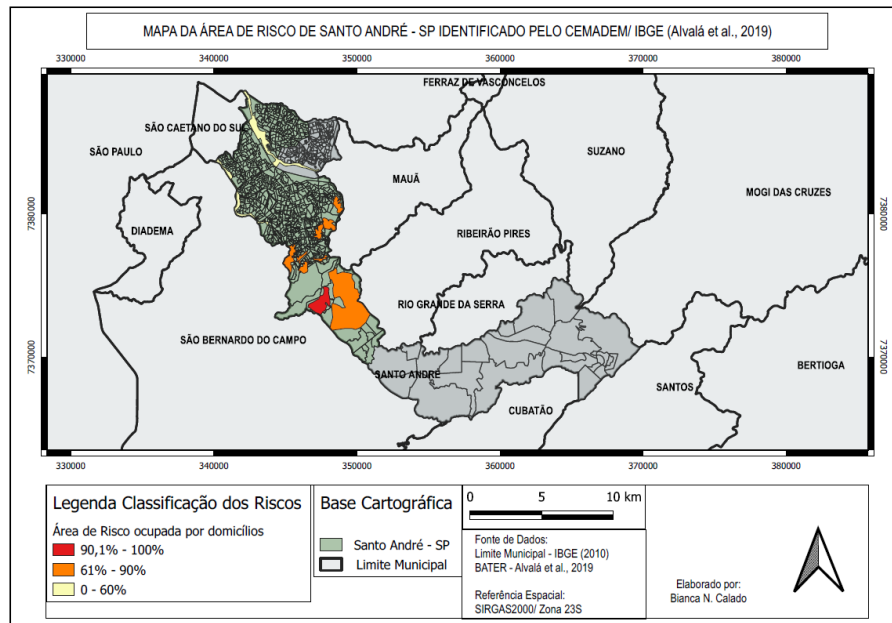 MAPA DA ÁREA DE RISCO DE SANTO ANDRÉ - SP IDENTIFICADO PELO CEMADEM/ IBGE (Alvalá et al., 2019)
330000 340000 350000 360000 370000 380000
FERRAZ DE VASCONCELOS
SÃO CAETANO DO SUL
SÃO PAULO
SUZANO
MAUÃ
MOGI DAS CRUZES
7380000 7380000
DIADEMA
RIBEIRÃO PIRES
RIO GRANDE DA SERRA
SÃO BERNARDO DO CAMPO
7370000 7370000
BERTIOGA
SANTO ANDRÉ
SANTOS
CUBATÃO
330000 340000 350000 360000 370000 380000
Legenda Classificação dos Riscos
Área de Risco ocupada por domicílios
90,1% - 100%
61% - 90%
0 - 60%
Base Cartográfica
Santo André - SP
Limite Municipal
0 5 10 km
Fonte de Dados:
Limite Municipal - IBGE (2010)
BATER - Alvalá et al., 2019
Referência Espacial:
SIRGAS2000/ Zona 23S
Elaborado por:
Bianca N. Calado